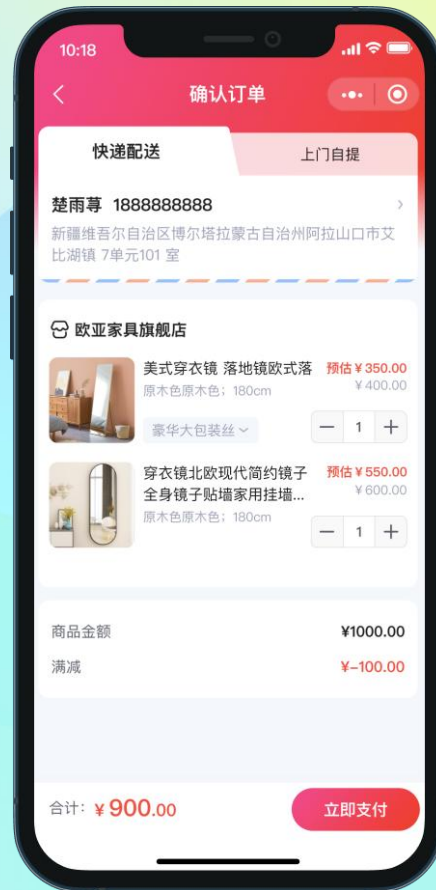 10:18
确认订单
快递配送
上门自提
楚雨荨 1888888888
新疆维吾尔自治区博尔塔拉蒙古自治州阿拉山口市艾
比湖镇 7单元101 室
欧亚家具旗舰店
美式穿衣镜 落地镜欧式落 预估¥350.00
原木色原木色；180cm ¥400.00
豪华大包装丝
1
穿衣镜北欧现代简约镜子 预估¥550.00
全身镜子贴墙家用挂墙... ¥600.00
原木色原木色；180cm
1
商品金额 ¥1000.00
满减 ¥-100.00
合计：¥900.00 立即支付